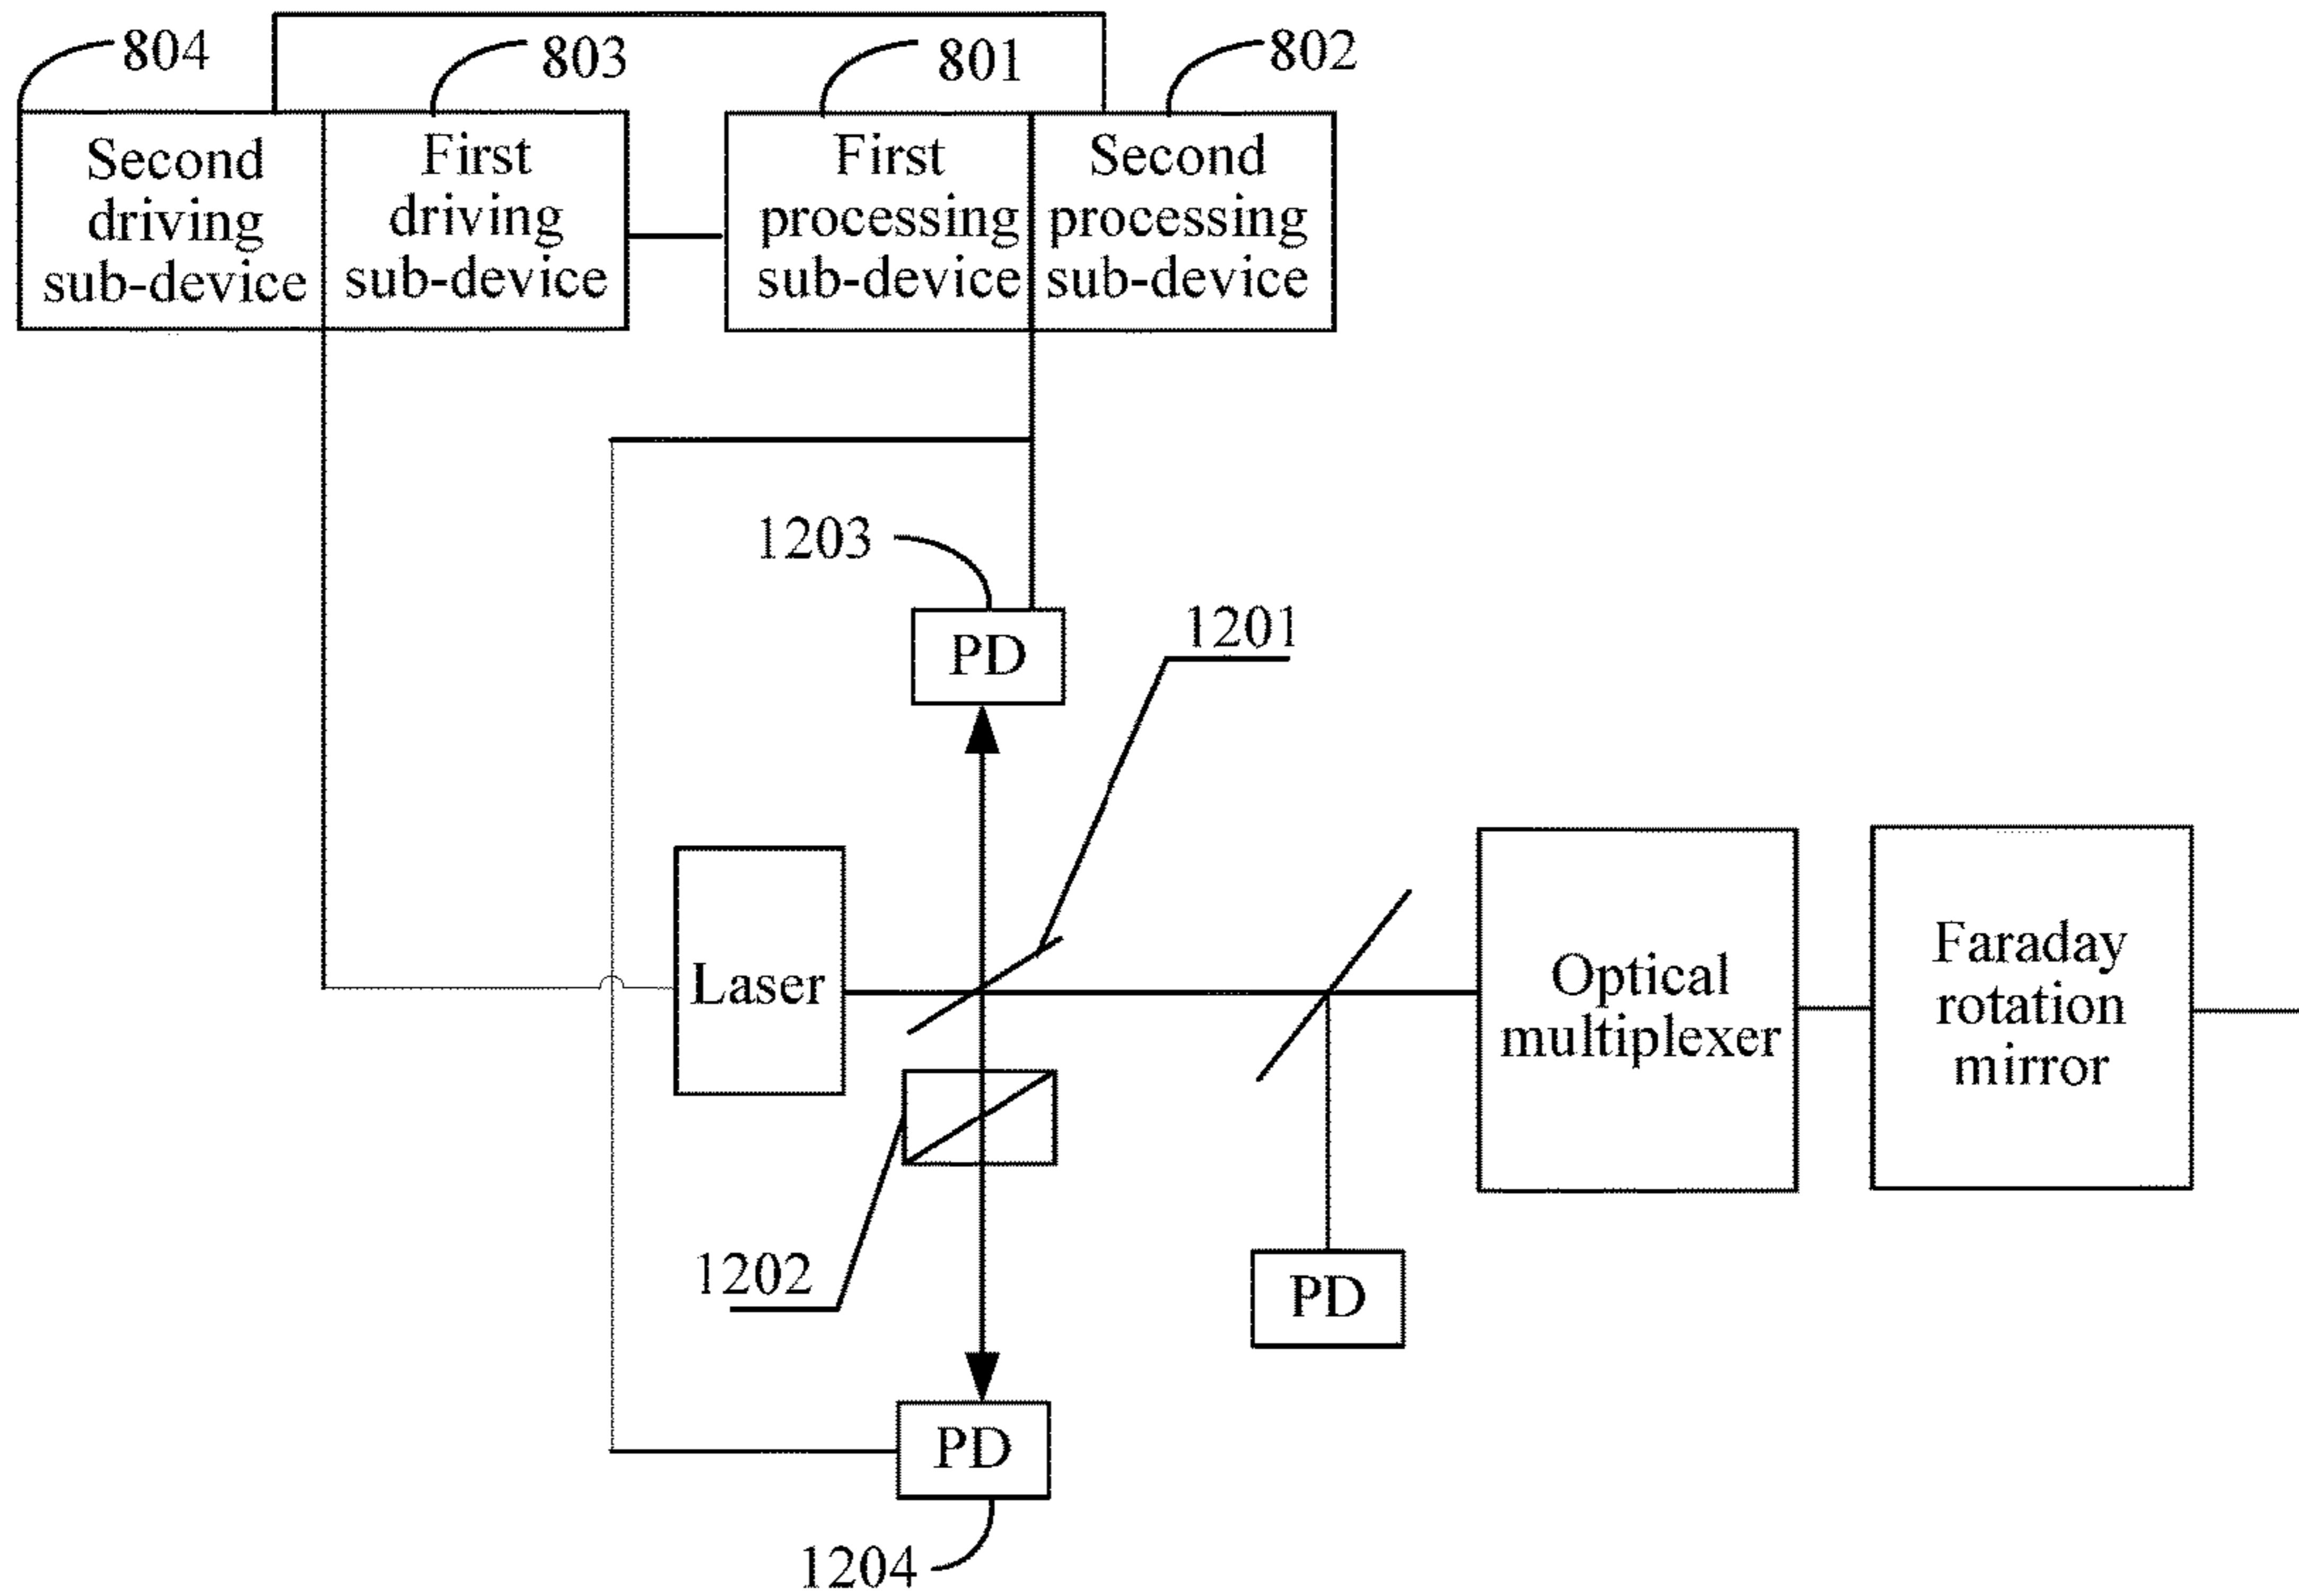 804
803
801
802
Second
driving
sub-device
First
driving
sub-device
First
processing
sub-device
Second
processing
sub-device
1203
PD
1201
Laser
Optical
multiplexer
Faraday
rotation
mirror
1202
PD
PD
1204